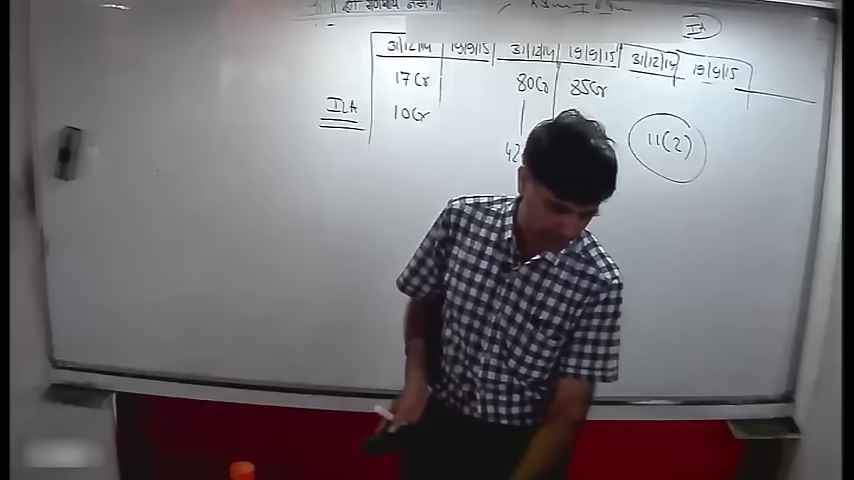 IA
31/12/14 19/9/15 31/12/14 19/9/15 31/12/14 19/9/15
17Cr 80Cr 85Cr
ILA 10Cr 11(2)
42